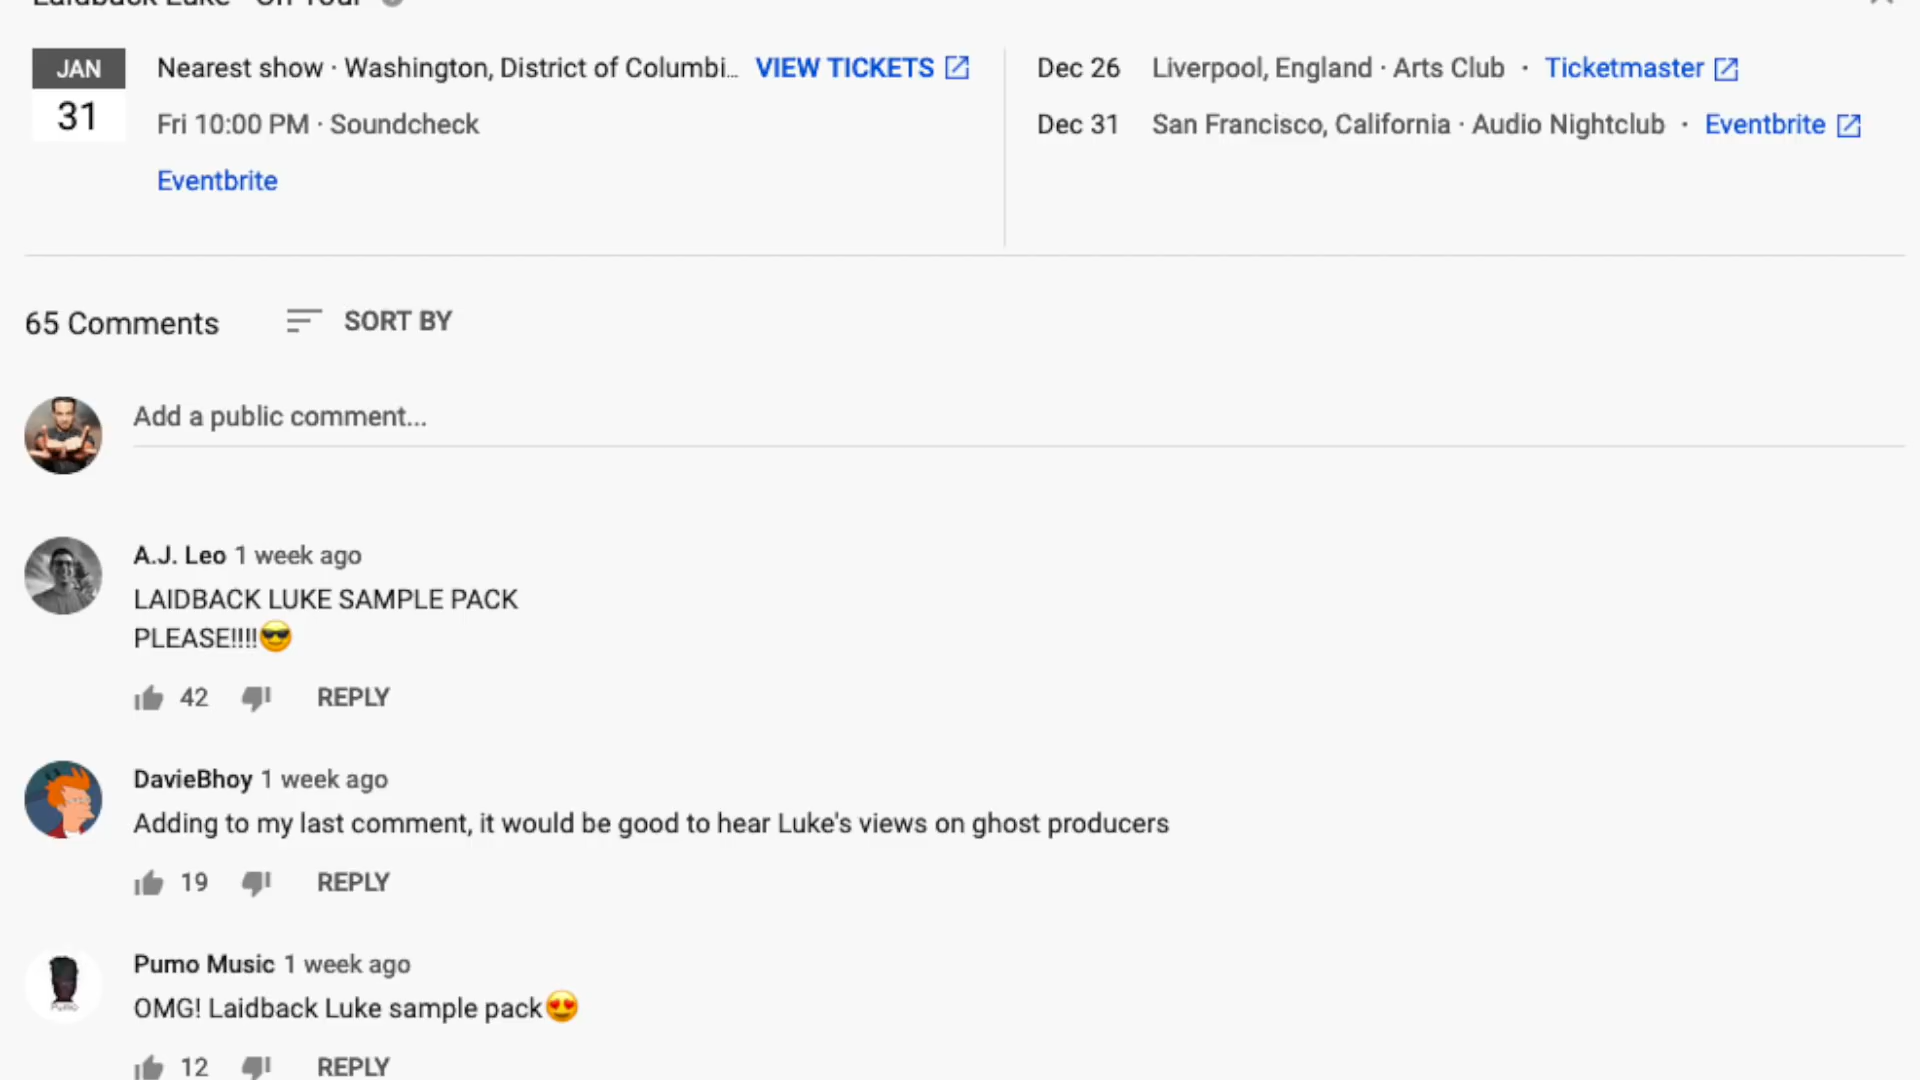 Laidback Luke - On Tour
JAN
31
Nearest show · Washington, District of Columbi... VIEW TICKETS
Fri 10:00 PM · Soundcheck
Eventbrite
Dec 26 Liverpool, England · Arts Club · Ticketmaster
Dec 31 San Francisco, California · Audio Nightclub · Eventbrite
65 Comments SORT BY
Add a public comment...
A.J. Leo 1 week ago
LAIDBACK LUKE SAMPLE PACK
PLEASE!!!!😎
42 REPLY
DavieBhoy 1 week ago
Adding to my last comment, it would be good to hear Luke's views on ghost producers
19 REPLY
Pumo Music 1 week ago
OMG! Laidback Luke sample pack😍
12 REPLY